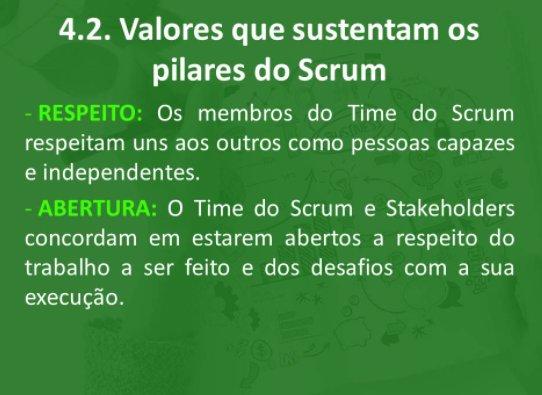 4.2. Valores que sustentam os
pilares do Scrum
- RESPEITO: Os membros do Time do Scrum
respeitam uns aos outros como pessoas capazes
e independentes.
- ABERTURA: O Time do Scrum e Stakeholders
concordam em estarem abertos a respeito do
trabalho a ser feito e dos desafios com a sua
execução.